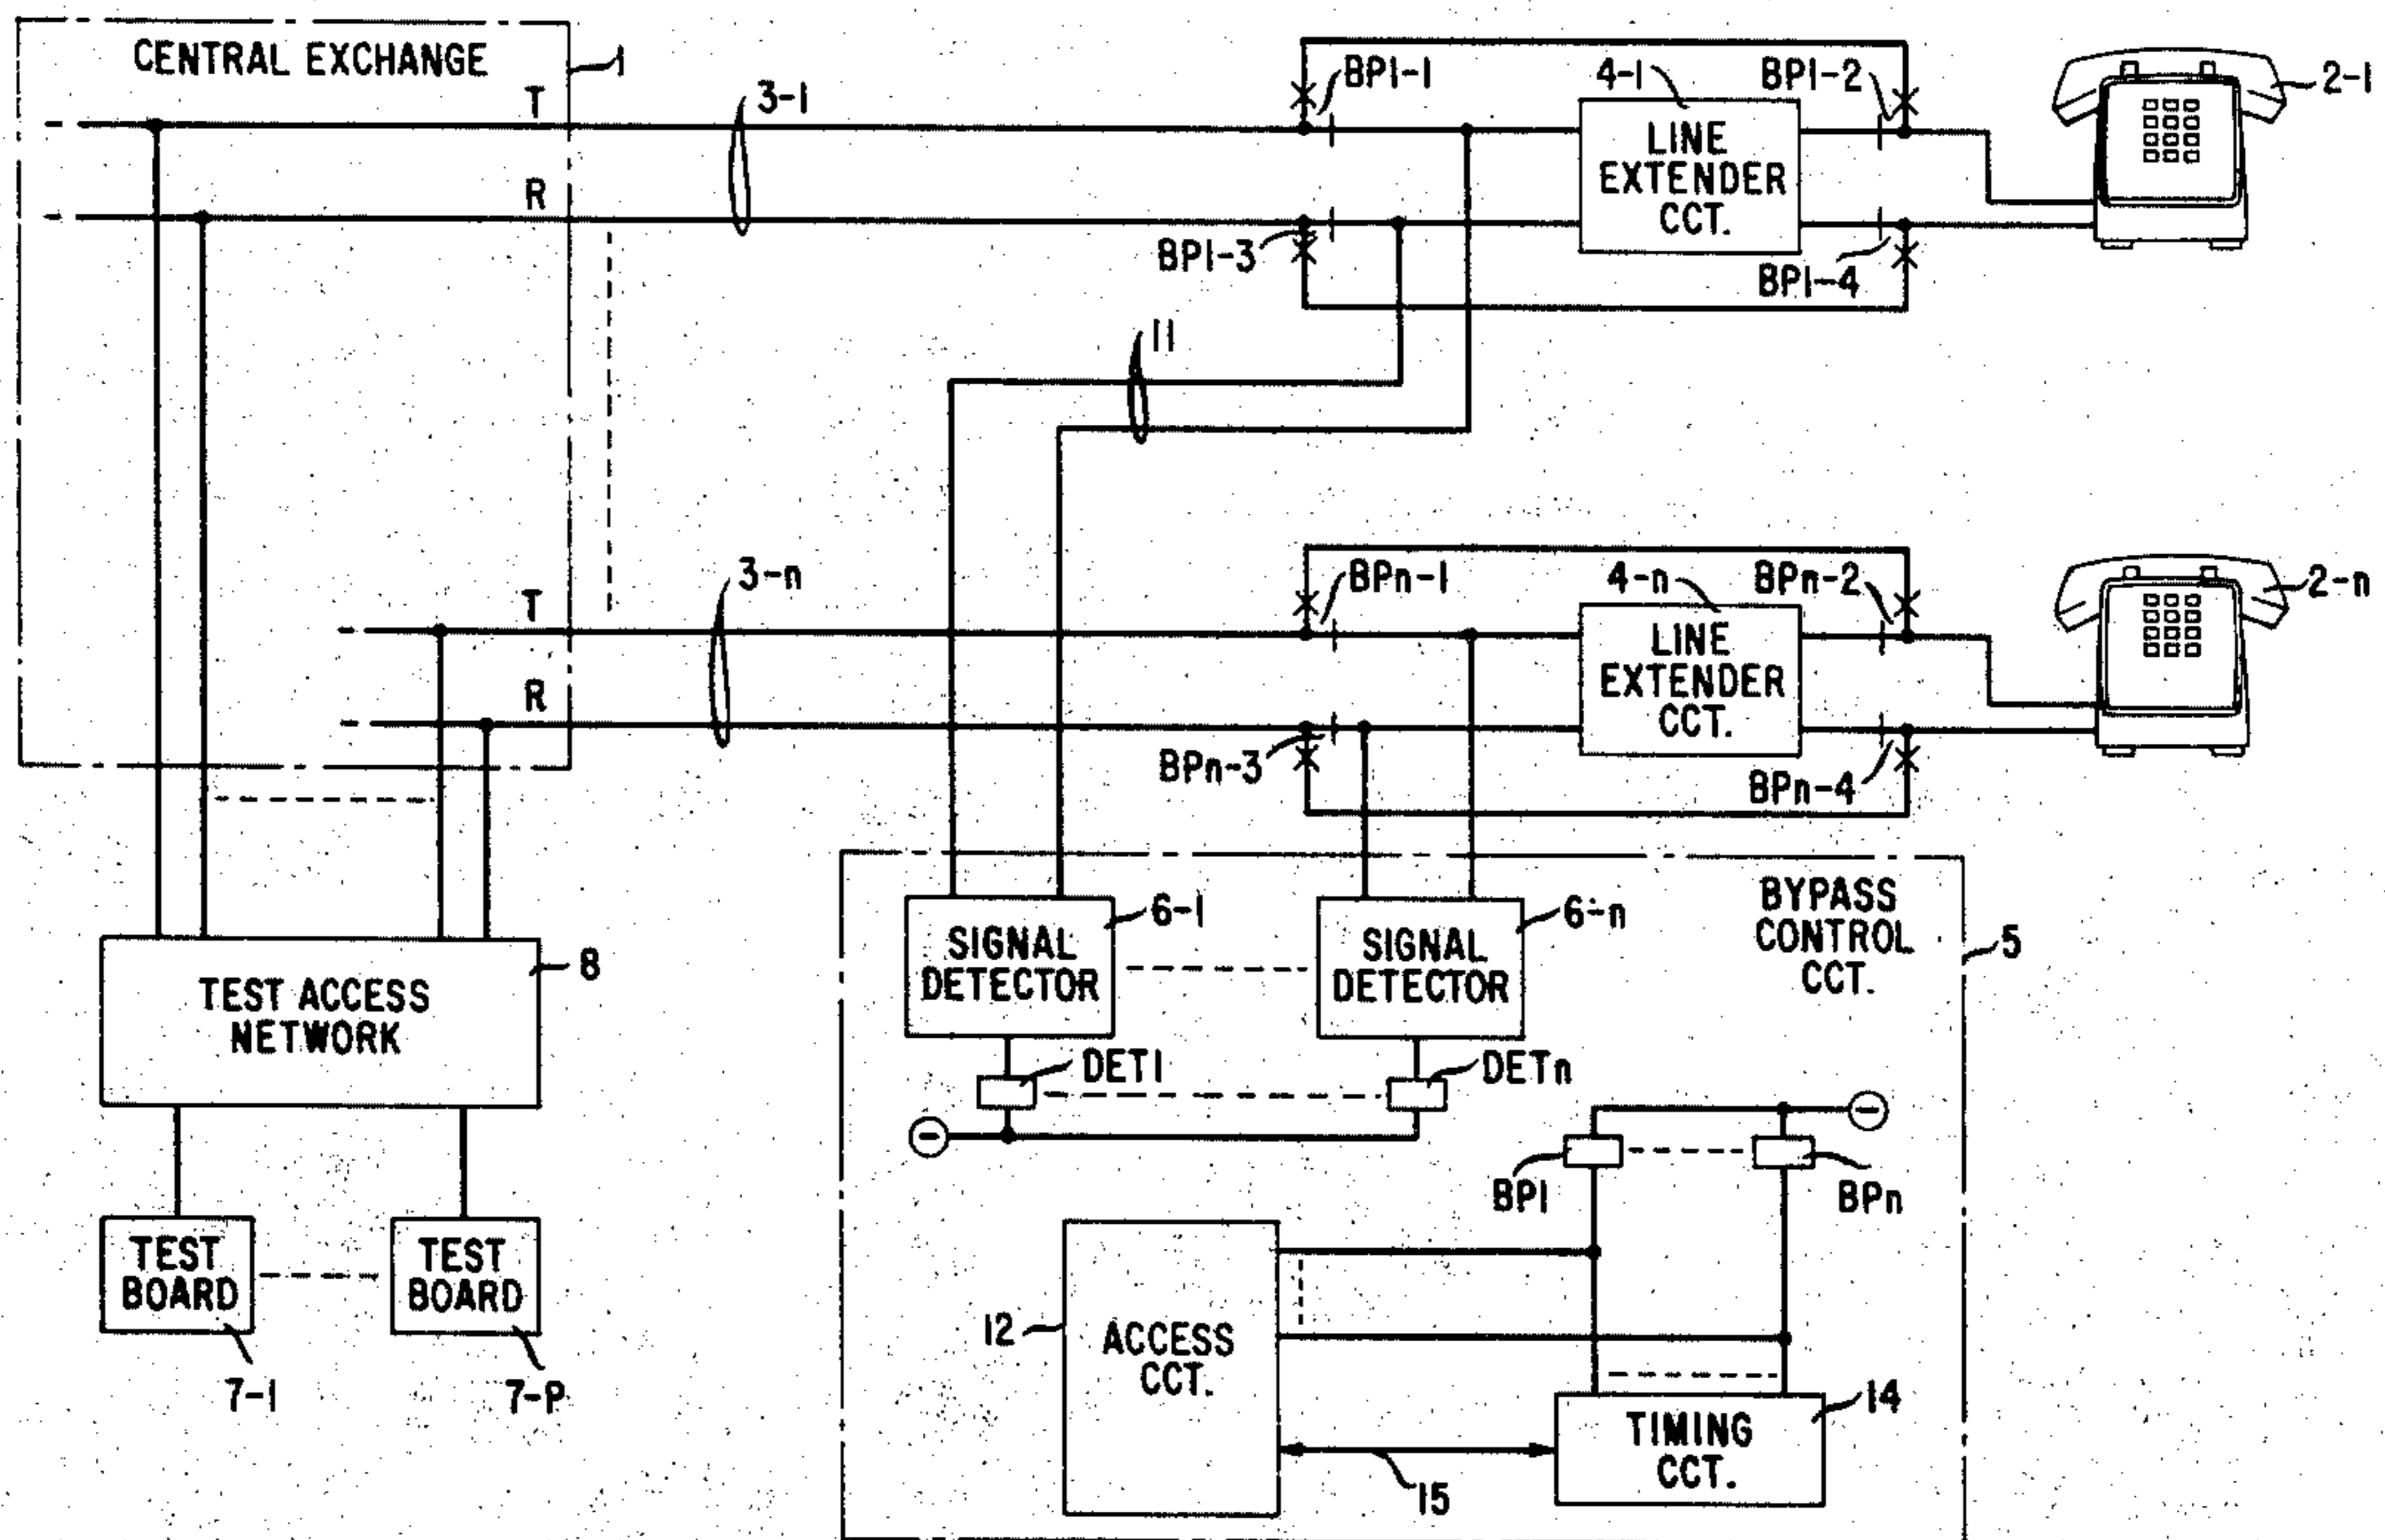 CENTRAL EXCHANGE
1
T
3-1
BP1-1
4-1
BP1-2
2-1
LINE
EXTENDER
CCT.
R
BP1-3
BP1-4
11
T
3-n
BPn-1
4-n
BPn-2
2-n
LINE
EXTENDER
CCT.
R
BPn-3
BPn-4
BYPASS
CONTROL
CCT.
5
6-1
SIGNAL
DETECTOR
6-n
SIGNAL
DETECTOR
8
TEST ACCESS
NETWORK
DET1
DETn
BP1
BPn
TEST
BOARD
7-1
TEST
BOARD
7-P
12
ACCESS
CCT.
14
TIMING
CCT.
15